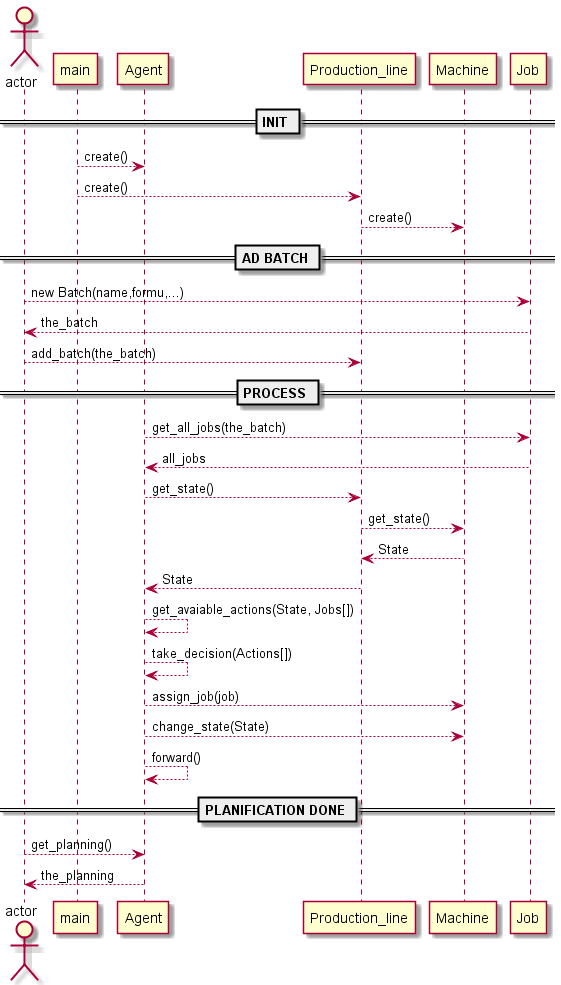 actor
main
Agent
Production_line
Machine
Job
INIT
create()
create()
create()
AD BATCH
new Batch(name,formu,...)
the_batch
add_batch(the_batch)
PROCESS
get_all_jobs(the_batch)
all_jobs
get_state()
get_state()
State
State
get_avaiable_actions(State, Jobs[])
take_decision(Actions[])
assign_job(job)
change_state(State)
forward()
PLANIFICATION DONE
get_planning()
the_planning
actor
main
Agent
Production_line
Machine
Job